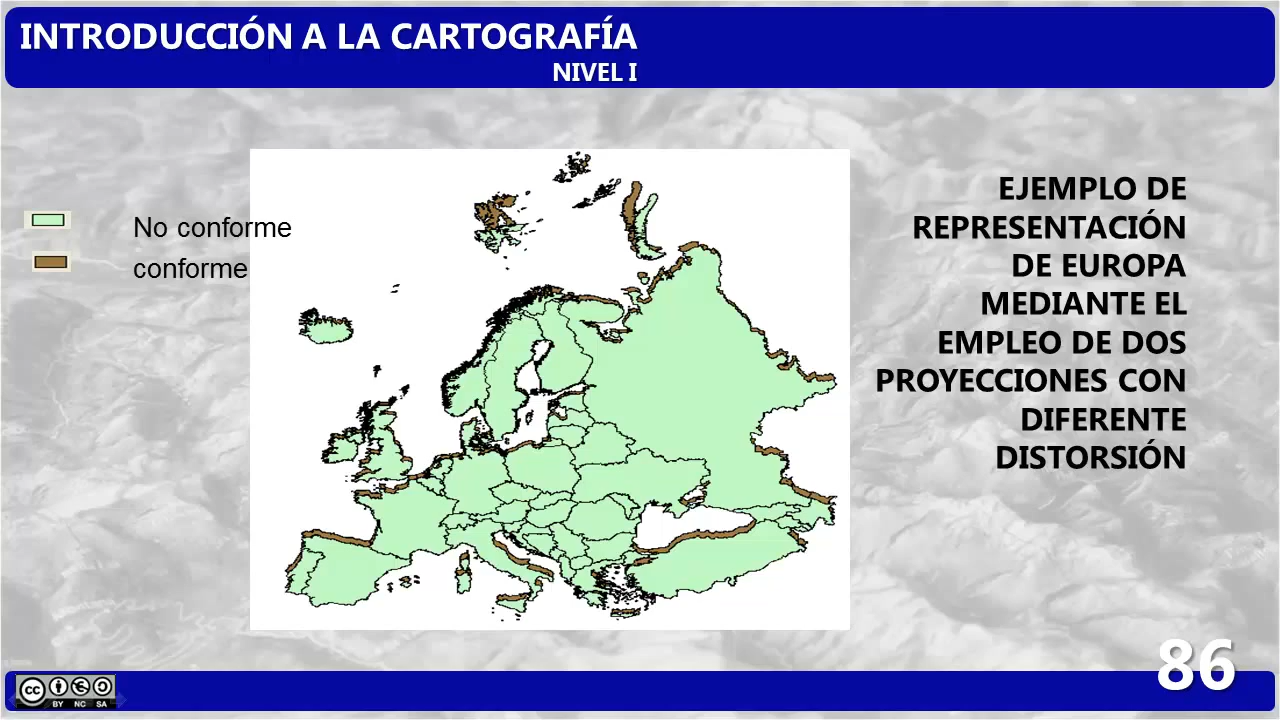 INTRODUCCIÓN A LA CARTOGRAFÍA
NIVEL I
No conforme
conforme
EJEMPLO DE
REPRESENTACIÓN
DE EUROPA
MEDIANTE EL
EMPLEO DE DOS
PROYECCIONES CON
DIFERENTE
DISTORSIÓN
86
cc
BY NC SA